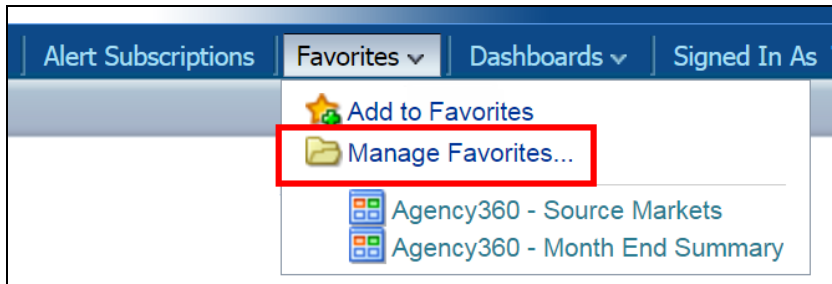 Alert Subscriptions Favorites Dashboards Signed In As
Add to Favorites
Manage Favorites...
Agency360 - Source Markets
Agency360 - Month End Summary